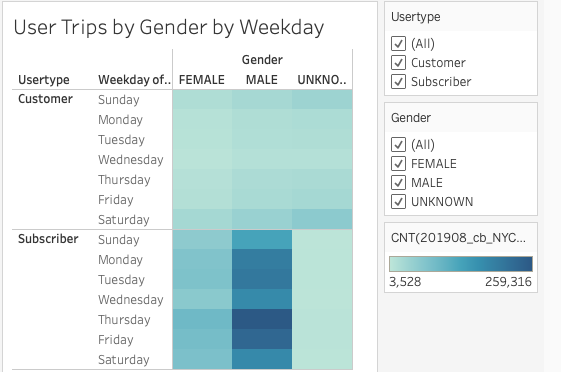 User Trips by Gender by Weekday
Gender
Usertype Weekday of.. FEMALE MALE UNKNO..
Customer Sunday
Monday
Tuesday
Wednesday
Thursday
Friday
Saturday
Subscriber Sunday
Monday
Tuesday
Wednesday
Thursday
Friday
Saturday
Usertype
(All)
Customer
Subscriber
Gender
(All)
FEMALE
MALE
UNKNOWN
CNT(201908_cb_NYC...
3,528 259,316